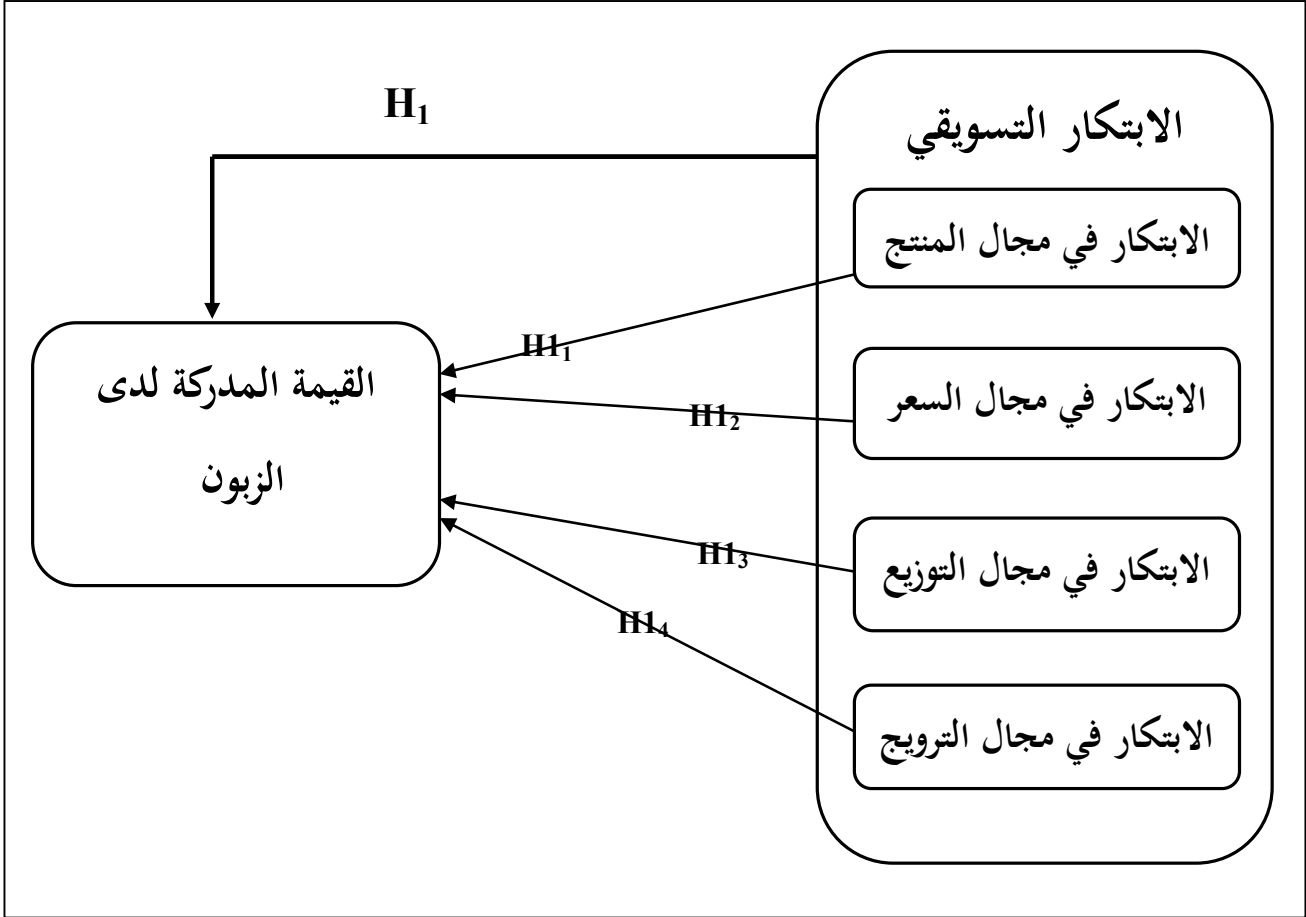 H₁
الابتكار التسويقي
الابتكار في مجال المنتج
الابتكار في مجال السعر
الابتكار في مجال التوزيع
الابتكار في مجال الترويج
H1₁
H1₂
H1₃
H1₄
القيمة المدركة لدى
الزبون